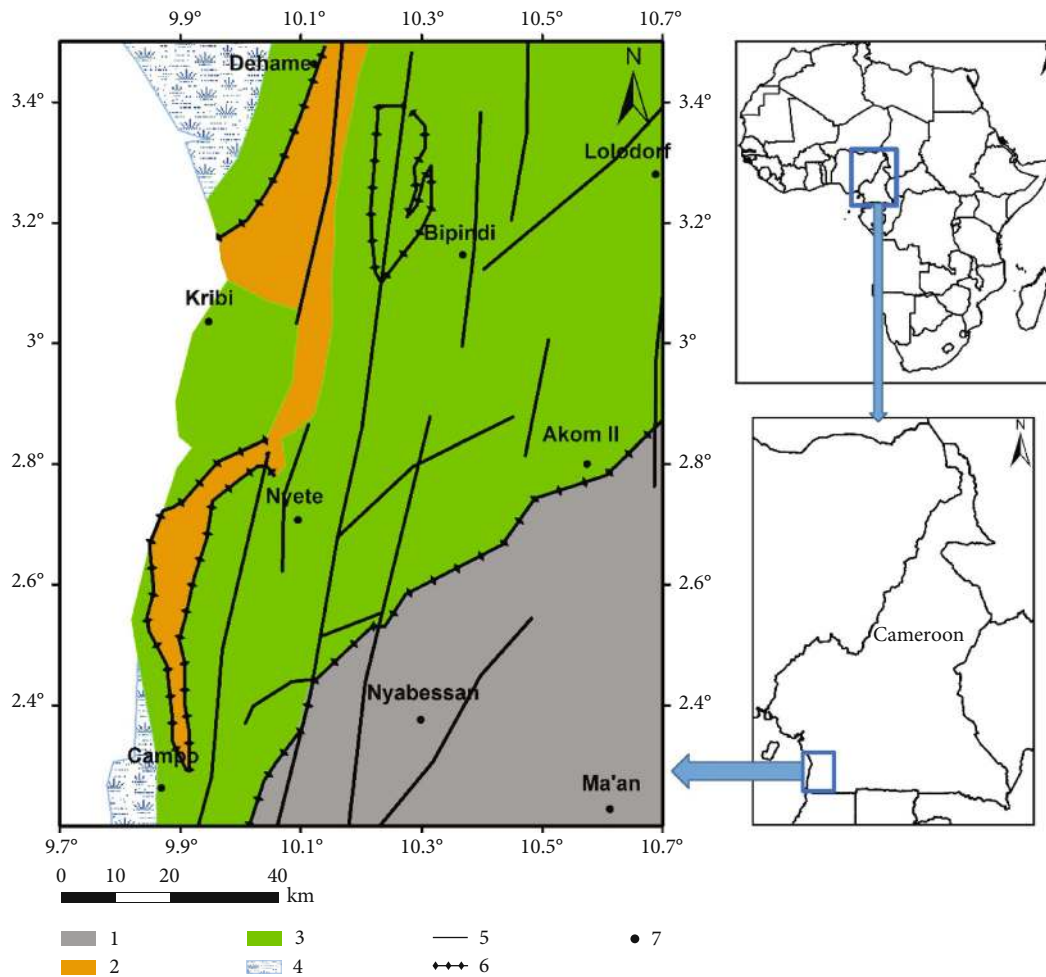 9.9° 10.1° 10.3° 10.5° 10.7°
N
Dehame
3.4° 3.4°
Lolodorf
3.2° 3.2°
Bipindi
Kribi
3° 3°
Akom II
2.8° 2.8°
Nyete
2.6° 2.6°
2.4° 2.4°
Nyabessan
Campo
Ma'an
9.7° 9.9° 10.1° 10.3° 10.5° 10.7°
0 20 40
km
1 3 5 7
2 4 6
N
Cameroon